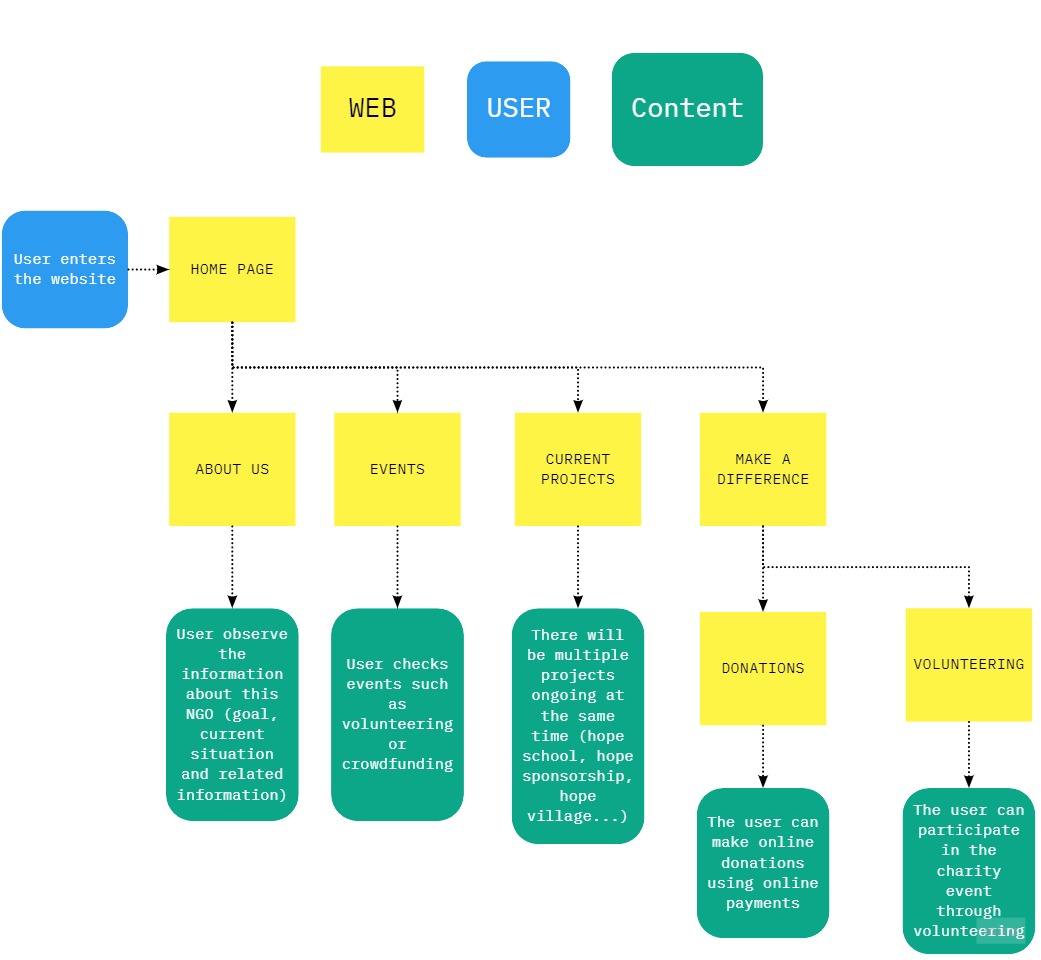 WEB
USER
Content
User enters
the website
HOME PAGE
ABOUT US
EVENTS
CURRENT
PROJECTS
MAKE A
DIFFERENCE
User observe
the
information
about this
NGO (goal,
current
situation
and related
information)
User checks
events such
as
volunteering
or
crowdfunding
There will
be multiple
projects
ongoing at
the same
time (hope
school, hope
sponsorship,
hope
village...)
DONATIONS
VOLUNTEERING
The user can
make online
donations
using online
payments
The user can
participate
in the
charity
event
through
volunteering